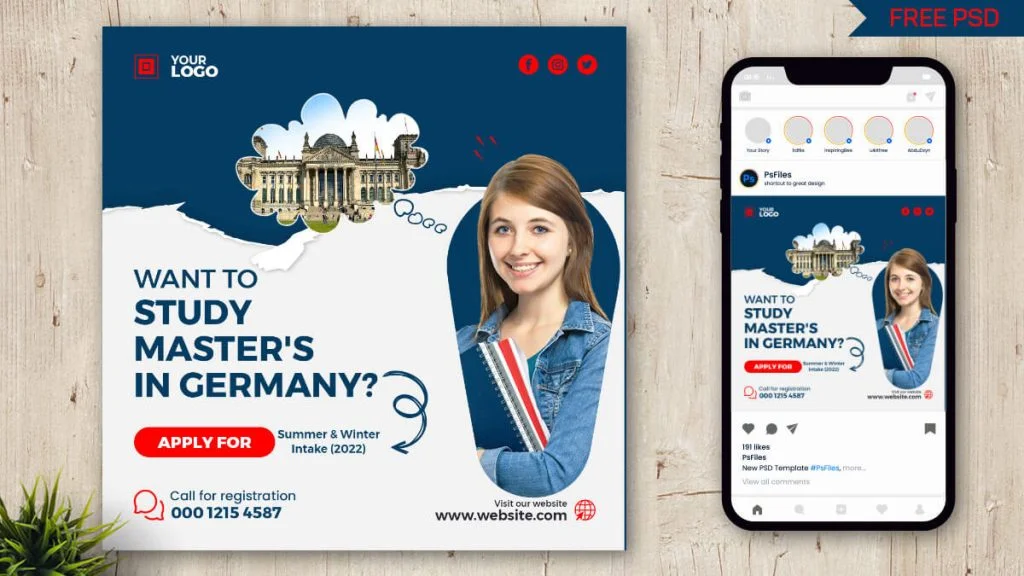 FREE PSD
YOUR
LOGO
WANT TO
STUDY
MASTER'S
IN GERMANY?
APPLY FOR
Summer & Winter
Intake (2022)
Call for registration
000 1215 4587
Visit our website
www.website.com
Your Story
PsFiles
shortcut to great design
Ps
YOUR
LOGO
WANT TO
STUDY
MASTER'S
IN GERMANY?
APPLY FOR
Summer & Winter
Intake (2022)
Call for registration
000 1215 4587
Visit our website
www.website.com
191 likes
PsFiles
New PSD Template #PsFiles, more...
View all comments